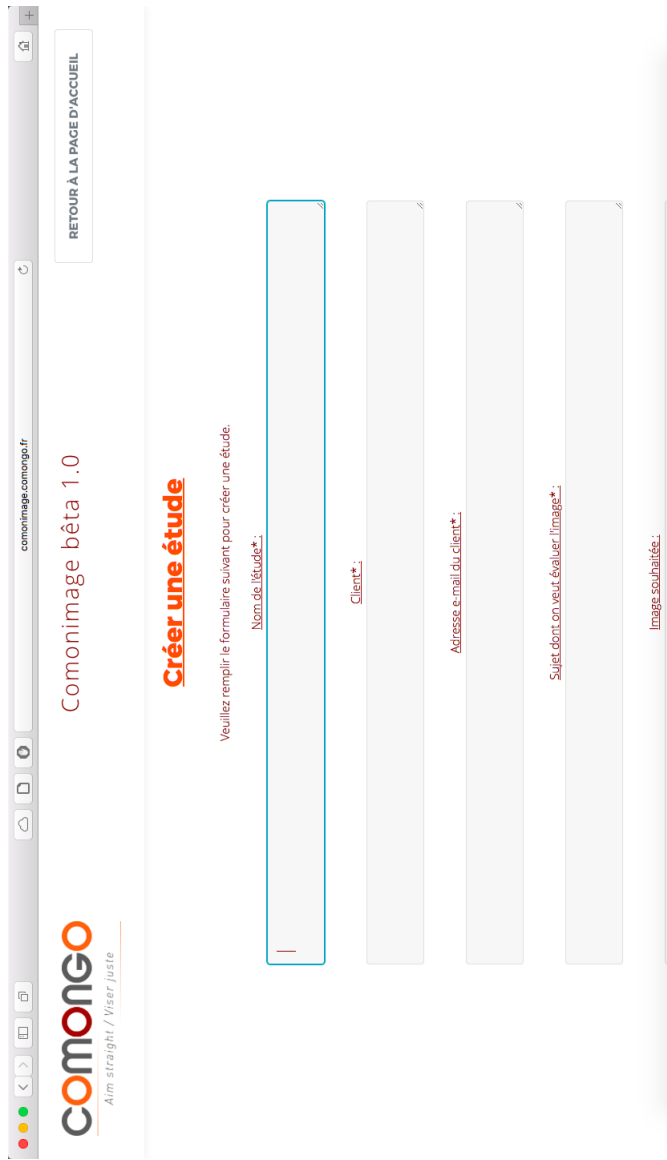 comonimage.comongo.fr
comongo
Aim straight / Viser juste
Comonimage bêta 1.0
RETOUR À LA PAGE D'ACCUEIL
Créer une étude
Veuillez remplir le formulaire suivant pour créer une étude.
Nom de l'étude* :
Client* :
Adresse e-mail du client* :
Sujet dont on veut évaluer l'image* :
Image souhaitée :